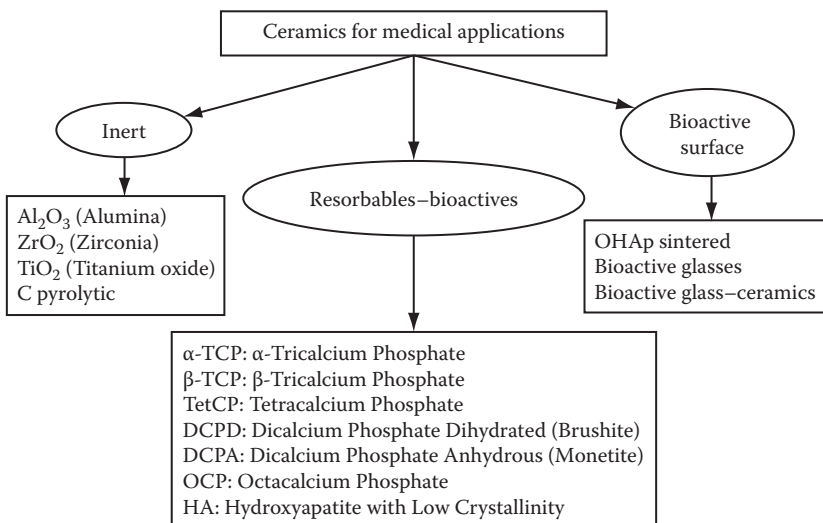 Ceramics for medical applications
Inert
Bioactive
surface
Resorbables–bioactives
Al₂O₃ (Alumina)
ZrO₂ (Zirconia)
TiO₂ (Titanium oxide)
C pyrolytic
OHAp sintered
Bioactive glasses
Bioactive glass–ceramics
α-TCP: α-Tricalcium Phosphate
β-TCP: β-Tricalcium Phosphate
TetCP: Tetracalcium Phosphate
DCPD: Dicalcium Phosphate Dihydrated (Brushite)
DCPA: Dicalcium Phosphate Anhydrous (Monetite)
OCP: Octacalcium Phosphate
HA: Hydroxyapatite with Low Crystallinity